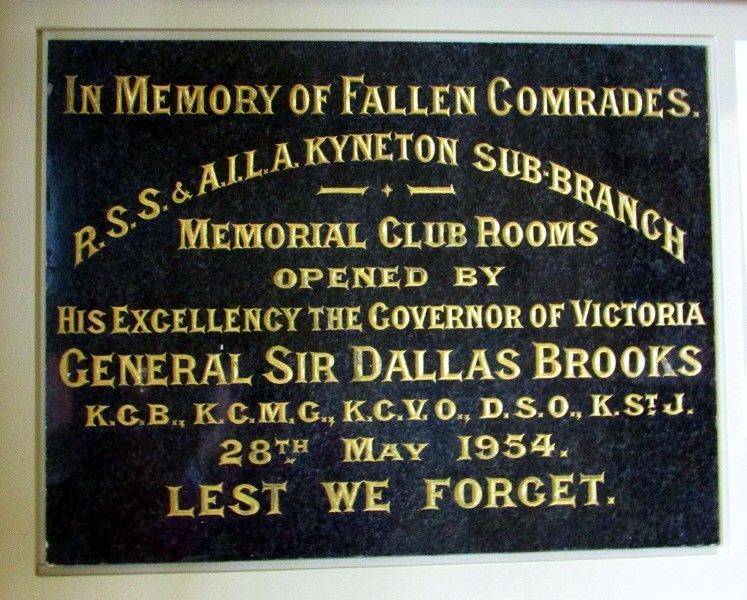 IN MEMORY OF FALLEN COMRADES.
R.S.S. & A.I.L.A. KYNETON SUB-BRANCH
MEMORIAL CLUB ROOMS
OPENED BY
HIS EXCELLENCY THE GOVERNOR OF VICTORIA
GENERAL SIR DALLAS BROOKS
K.C.B., K.C.M.G., K.C.V.O., D.S.O., K.ST.J.
28TH MAY 1954.
LEST WE FORGET.